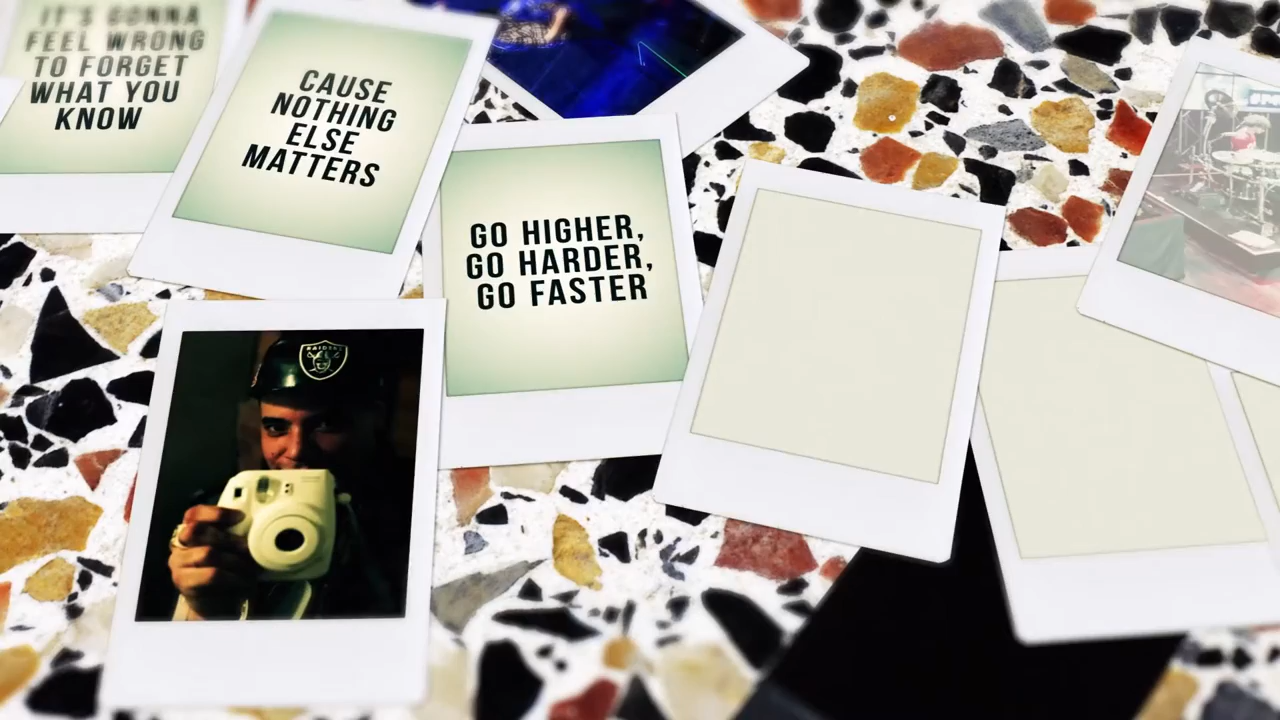 IT'S GONNA
FEEL WRONG
TO FORGET
WHAT YOU
KNOW
CAUSE
NOTHING
ELSE
MATTERS
GO HIGHER,
GO HARDER,
GO FASTER
RAIDERS